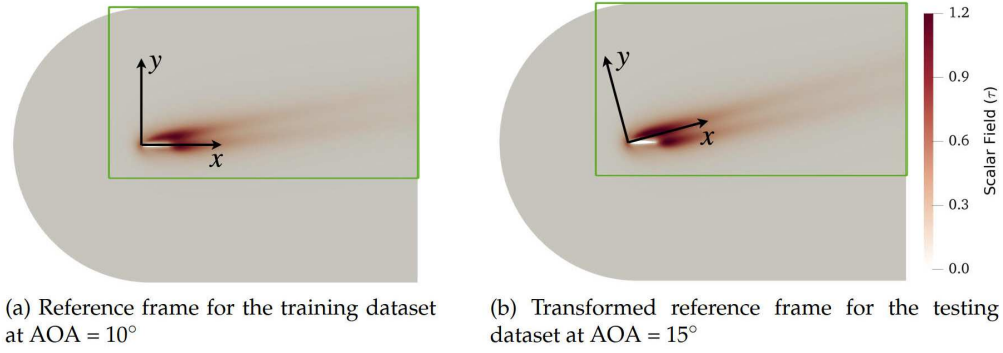 y
x
y
x
1.2
0.9
0.6
0.3
0.0
Scalar Field (τ)
(a) Reference frame for the training dataset
at AOA = 10°
(b) Transformed reference frame for the testing
dataset at AOA = 15°